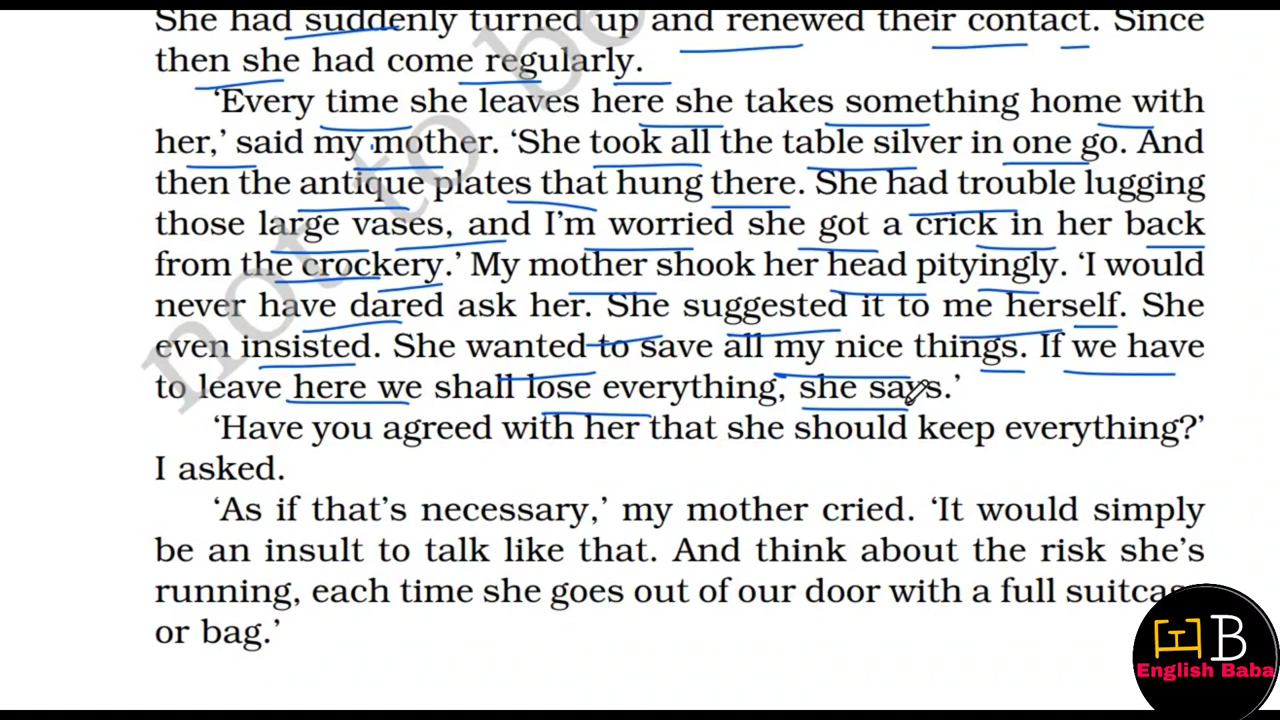 She had suddenly turned up and renewed their contact. Since
then she had come regularly.
‘Every time she leaves here she takes something home with
her,’ said my mother. ‘She took all the table silver in one go. And
then the antique plates that hung there. She had trouble lugging
those large vases, and I’m worried she got a crick in her back
from the crockery.’ My mother shook her head pityingly. ‘I would
never have dared ask her. She suggested it to me herself. She
even insisted. She wanted to save all my nice things. If we have
to leave here we shall lose everything, she says.’
‘Have you agreed with her that she should keep everything?’
I asked.
‘As if that’s necessary,’ my mother cried. ‘It would simply
be an insult to talk like that. And think about the risk she’s
running, each time she goes out of our door with a full suitcase
or bag.’
not to be
EB
English Baba